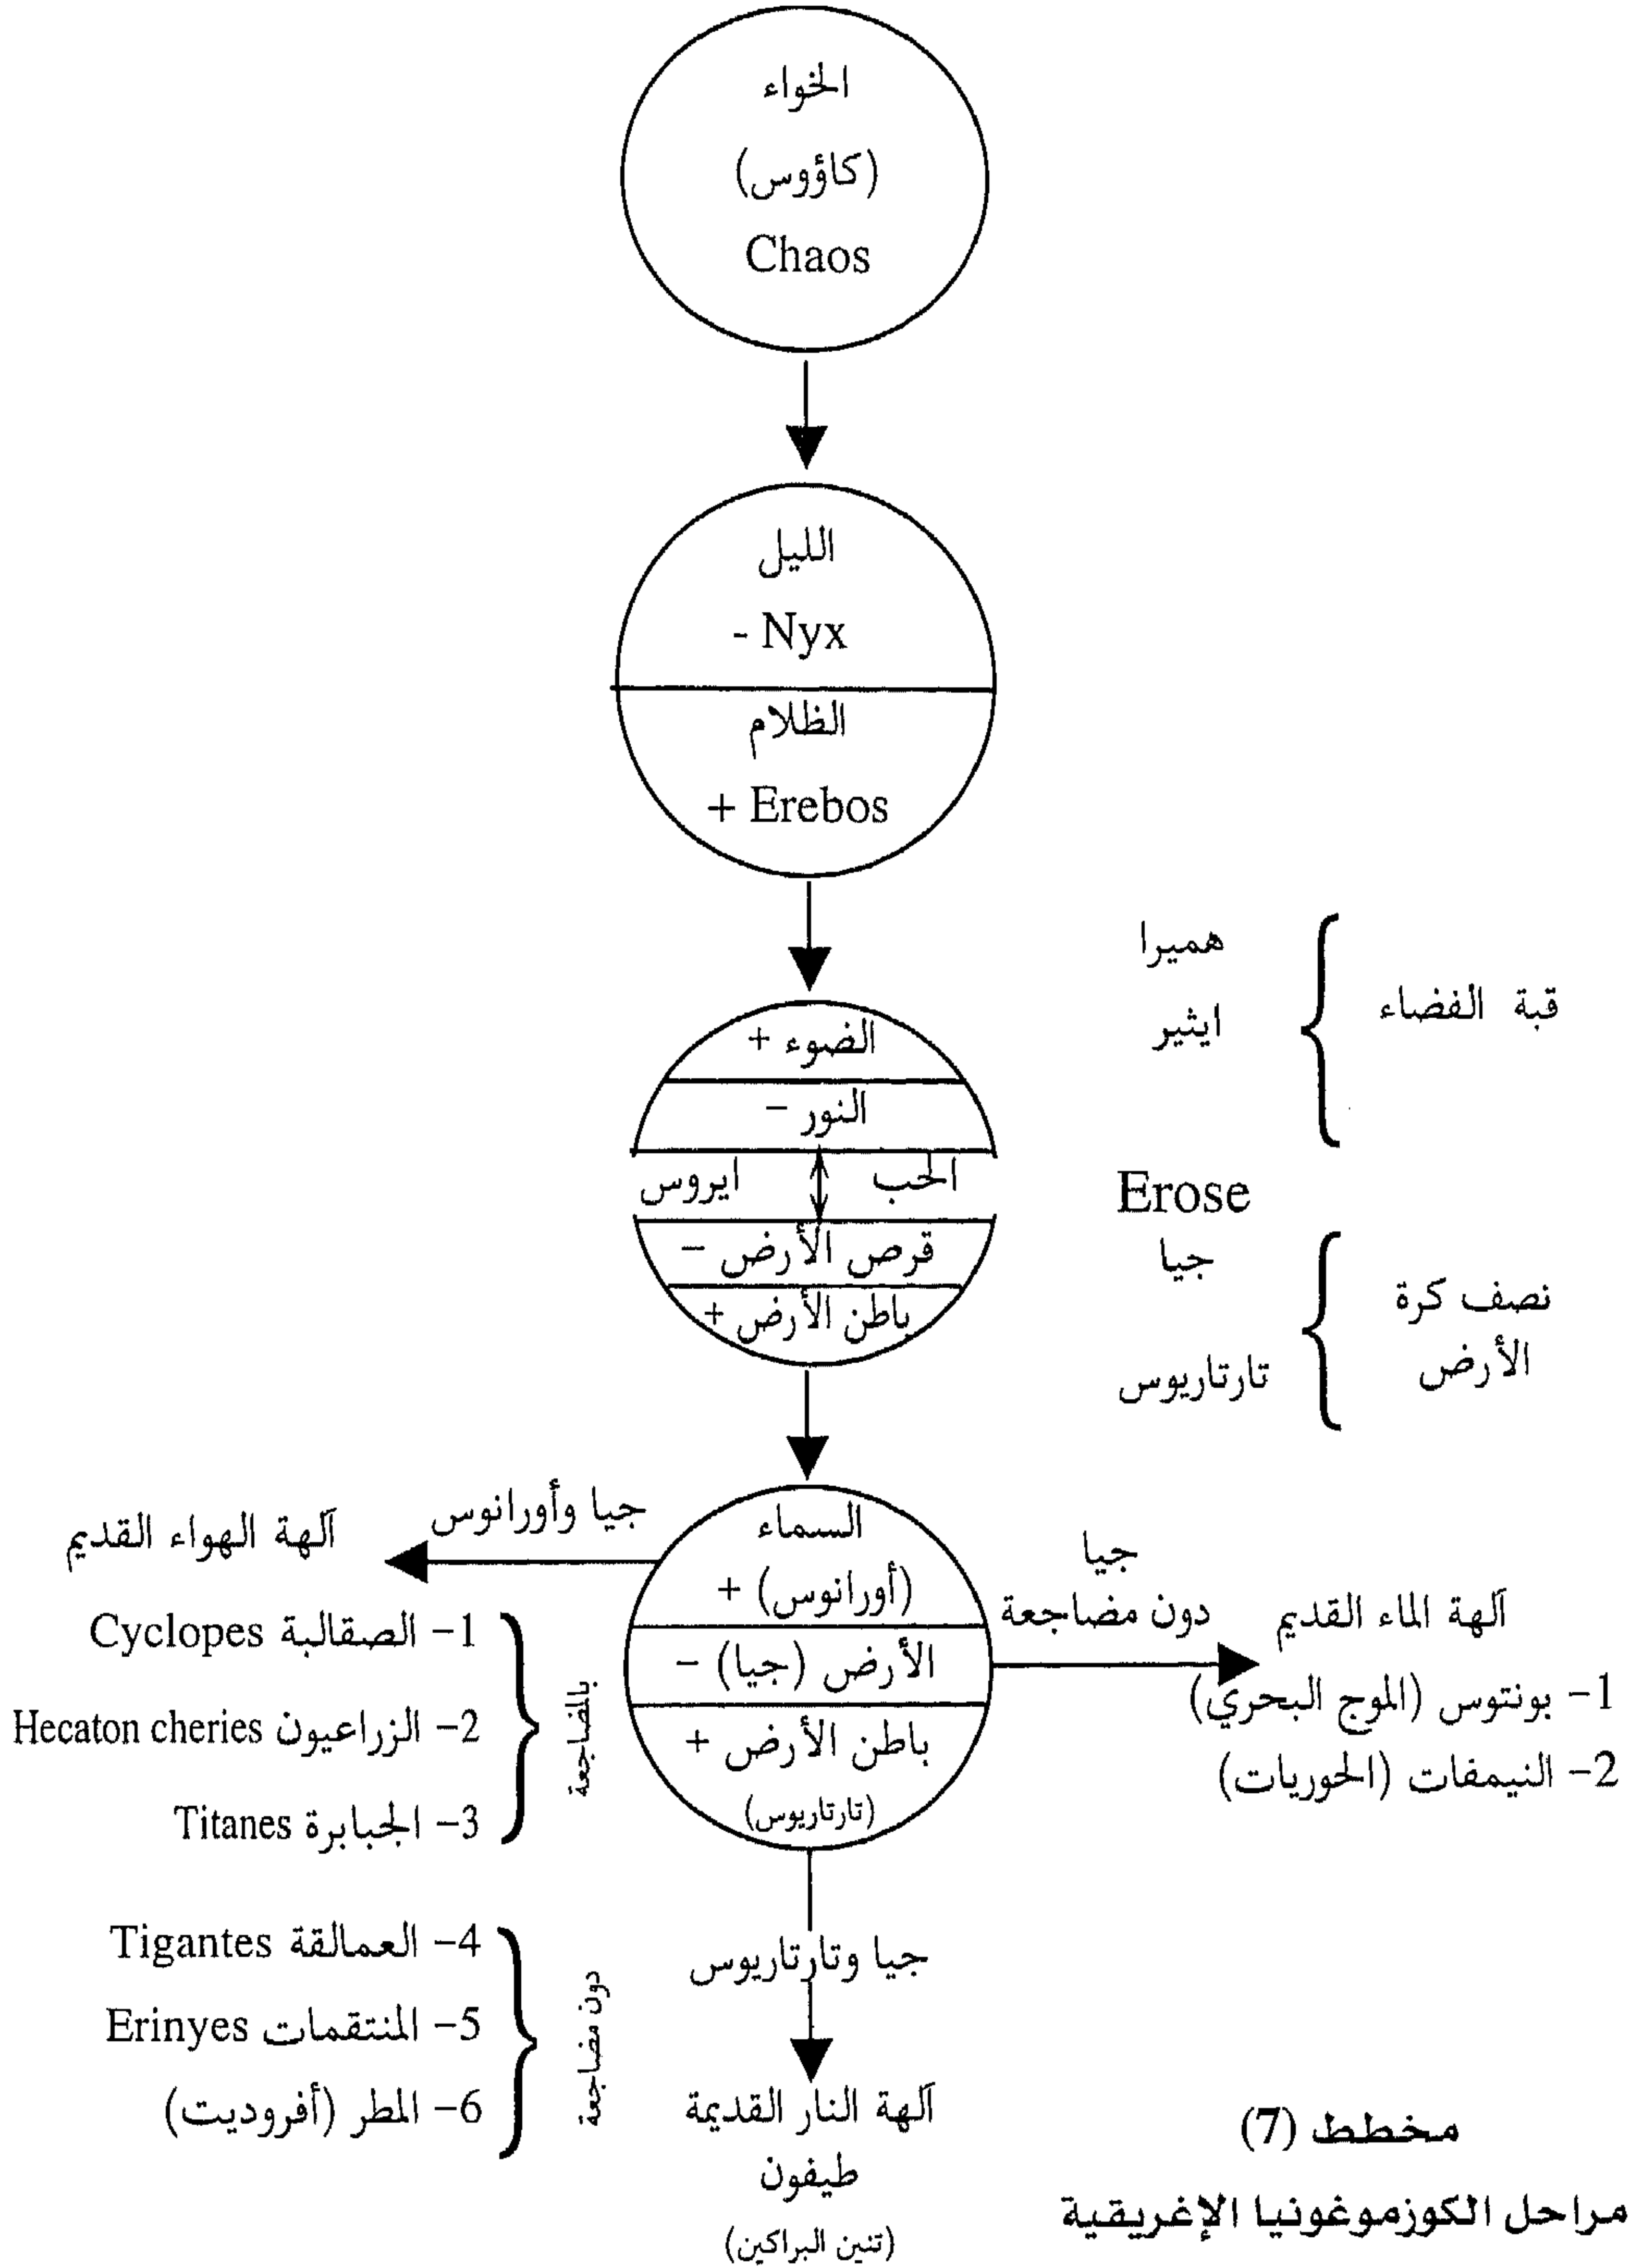 الخواء
(كاؤوس)
Chaos
الليل
- Nyx
الظلام
+ Erebos
الضوء +
النور –
الحب ايروس
قرص الأرض –
باطن الأرض +
هميرا
ايثير
قبة الفضاء
Erose
جيا
تارتاريوس
نصف كرة
الأرض
السماء
(أورانوس) +
الأرض (جيا) –
باطن الأرض +
(تارتاريوس)
جيا
دون مضاجعة
آلهة الماء القديم
1– بونتوس (الموج البحري)
2– النيمفات (الحوريات)
جيا وأورانوس
آلهة الهواء القديم
1– الصقالبة Cyclopes
2– الزراعيون Hecaton cheries
3– الجبابرة Titanes
بالمضاجعة
4– العمالقة Tigantes
5– المنتقمات Erinyes
6– المطر (أفروديت)
دون مضاجعة
جيا وتارتاريوس
آلهة النار القديمة
طيفون
(تنين البراكين)
مخطط (7)
مراحل الكوزموغونيا الإغريقية